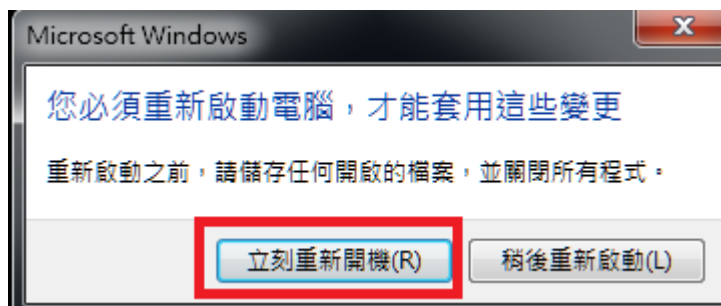 Microsoft Windows
您必須重新啟動電腦，才能套用這些變更
重新啟動之前，請儲存任何開啟的檔案，並關閉所有程式。
立刻重新開機(R)
稍後重新啟動(L)